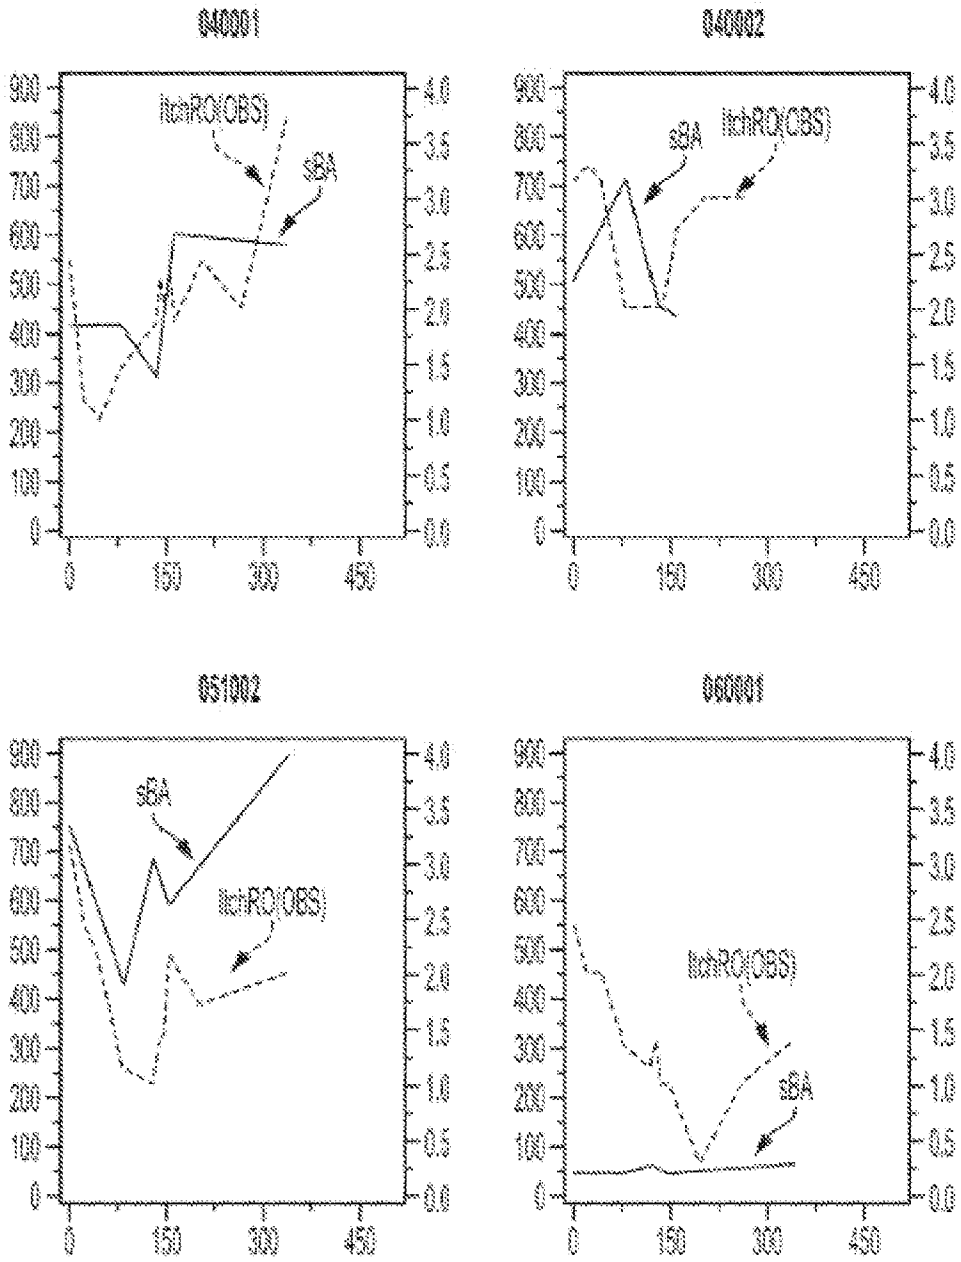 040001 040002
900 4.0 900 4.0
ItchRO(OBS) ItchRO(OBS)
800 3.5 sBA 800 3.5
sBA
700 3.0 700 3.0
600 2.5 600 2.5
500 2.0 500 2.0
400 400
300 1.5 300 1.5
200 1.0 200 1.0
100 0.5 100 0.5
0 0.0 0 0.0
0 150 300 450 0 150 300 450
051002 060001
900 4.0 900 4.0
sBA
800 3.5 800 3.5
700 3.0 700 3.0
ItchRO(OBS)
600 2.5 600 2.5
500 2.0 500 ItchRO(OBS) 2.0
400 400
300 1.5 300 1.5
200 1.0 200 sBA 1.0
100 0.5 100 0.5
0 0.0 0 0.0
0 150 300 450 0 150 300 450